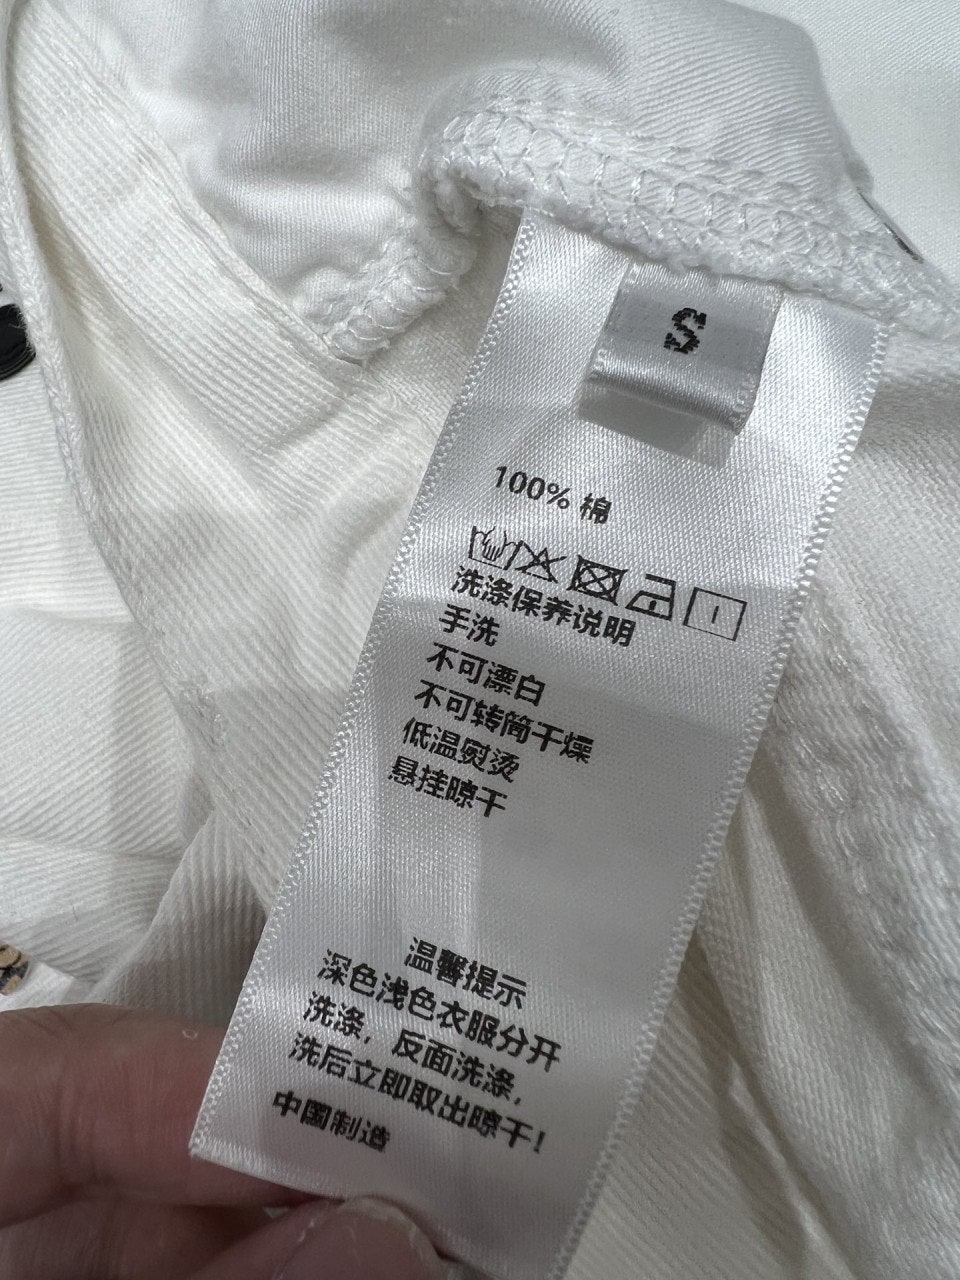 S
100% 棉
洗涤保养说明
手洗
不可漂白
不可转筒干燥
低温熨烫
悬挂晾干
温馨提示
深色浅色衣服分开
洗涤，反面洗涤，
洗后立即取出晾干！
中國制造